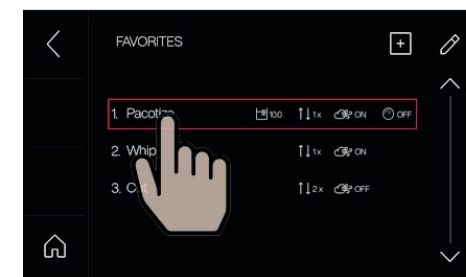 FAVORITES
1. Pacotize 100 1x ON OFF
2. Whip 1x ON
3. 2x OFF